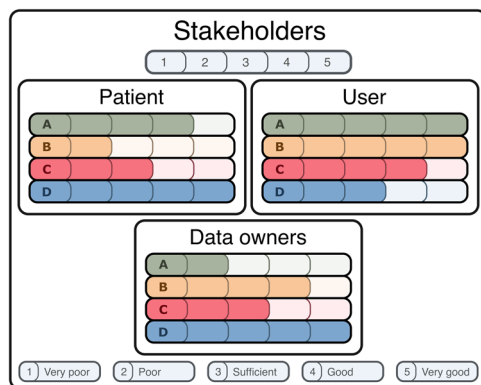 Stakeholders
1 2 3 4 5
Patient
A
B
C
D
User
A
B
C
D
Data owners
A
B
C
D
1 Very poor 2 Poor 3 Sufficient 4 Good 5 Very good